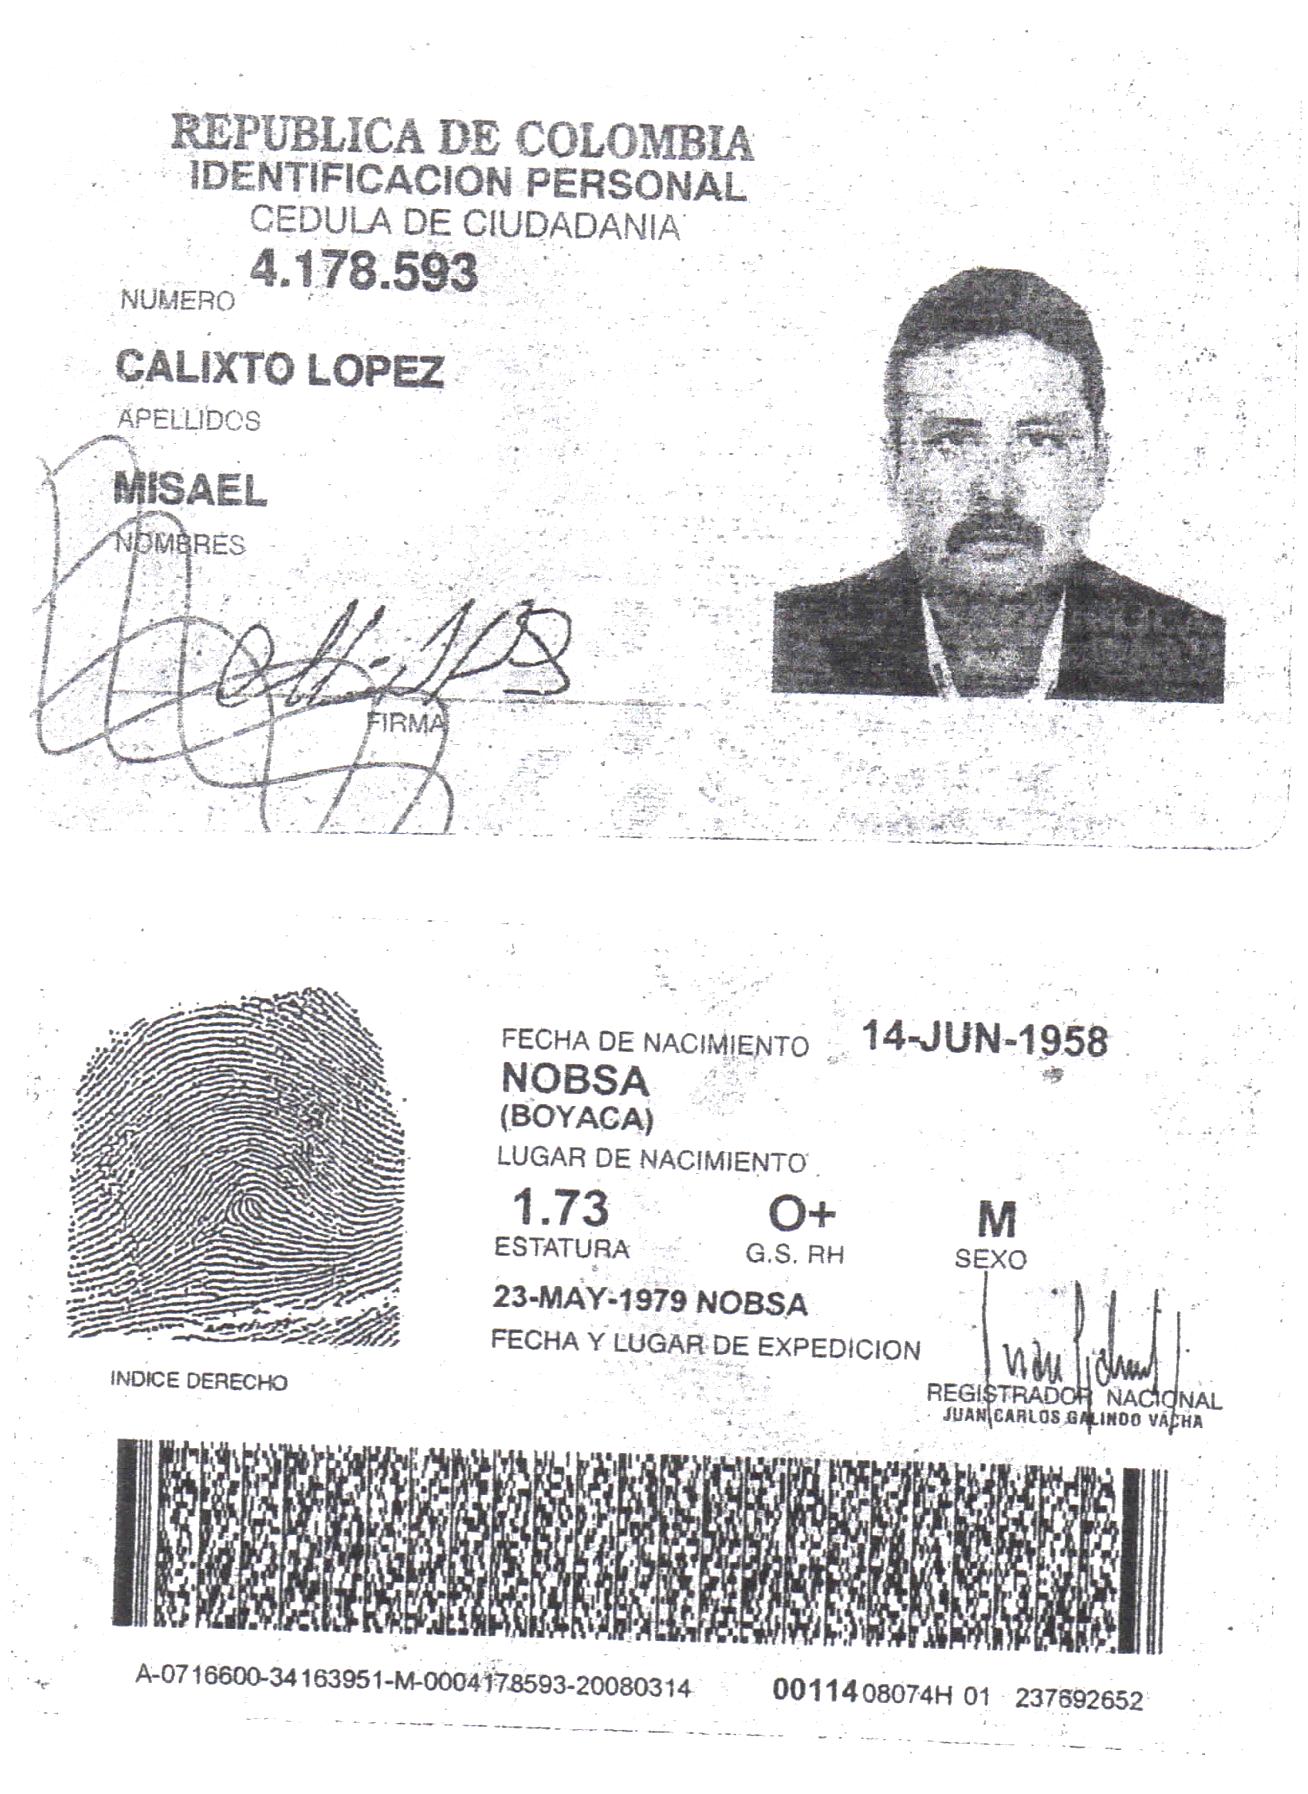 REPUBLICA DE COLOMBIA
IDENTIFICACION PERSONAL
CEDULA DE CIUDADANIA
4.178.593
NUMERO
CALIXTO LOPEZ
APELLIDOS
MISAEL
NOMBRES
FIRMA
FECHA DE NACIMIENTO 14-JUN-1958
NOBSA
(BOYACA)
LUGAR DE NACIMIENTO
1.73 O+ M
ESTATURA G.S. RH SEXO
23-MAY-1979 NOBSA
FECHA Y LUGAR DE EXPEDICION
INDICE DERECHO
REGISTRADOR NACIONAL
JUAN CARLOS GALINDO VACHA
A-0716600-34163951-M-0004178593-20080314 0011408074H 01 237692652